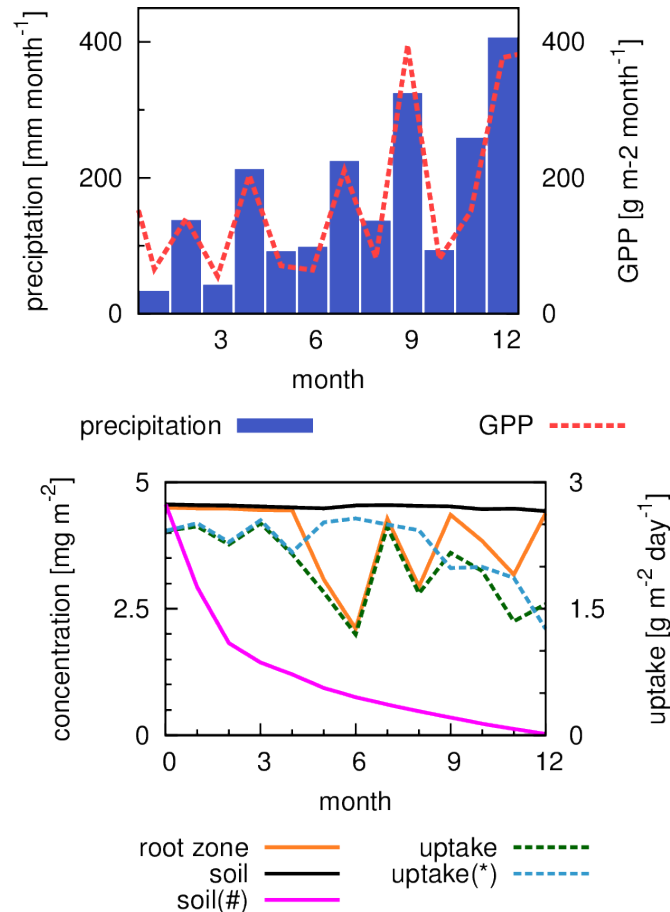 400
200
0
400
200
0
preciptation [mm month-1]
GPP [g m-2 month-1]
3 6 9 12
month
precipitation GPP
5
2.5
0
3
1.5
0
concentration [mg m-2]
uptake [g m-2 day-1]
0 3 6 9 12
month
root zone uptake
soil uptake(*)
soil(#)